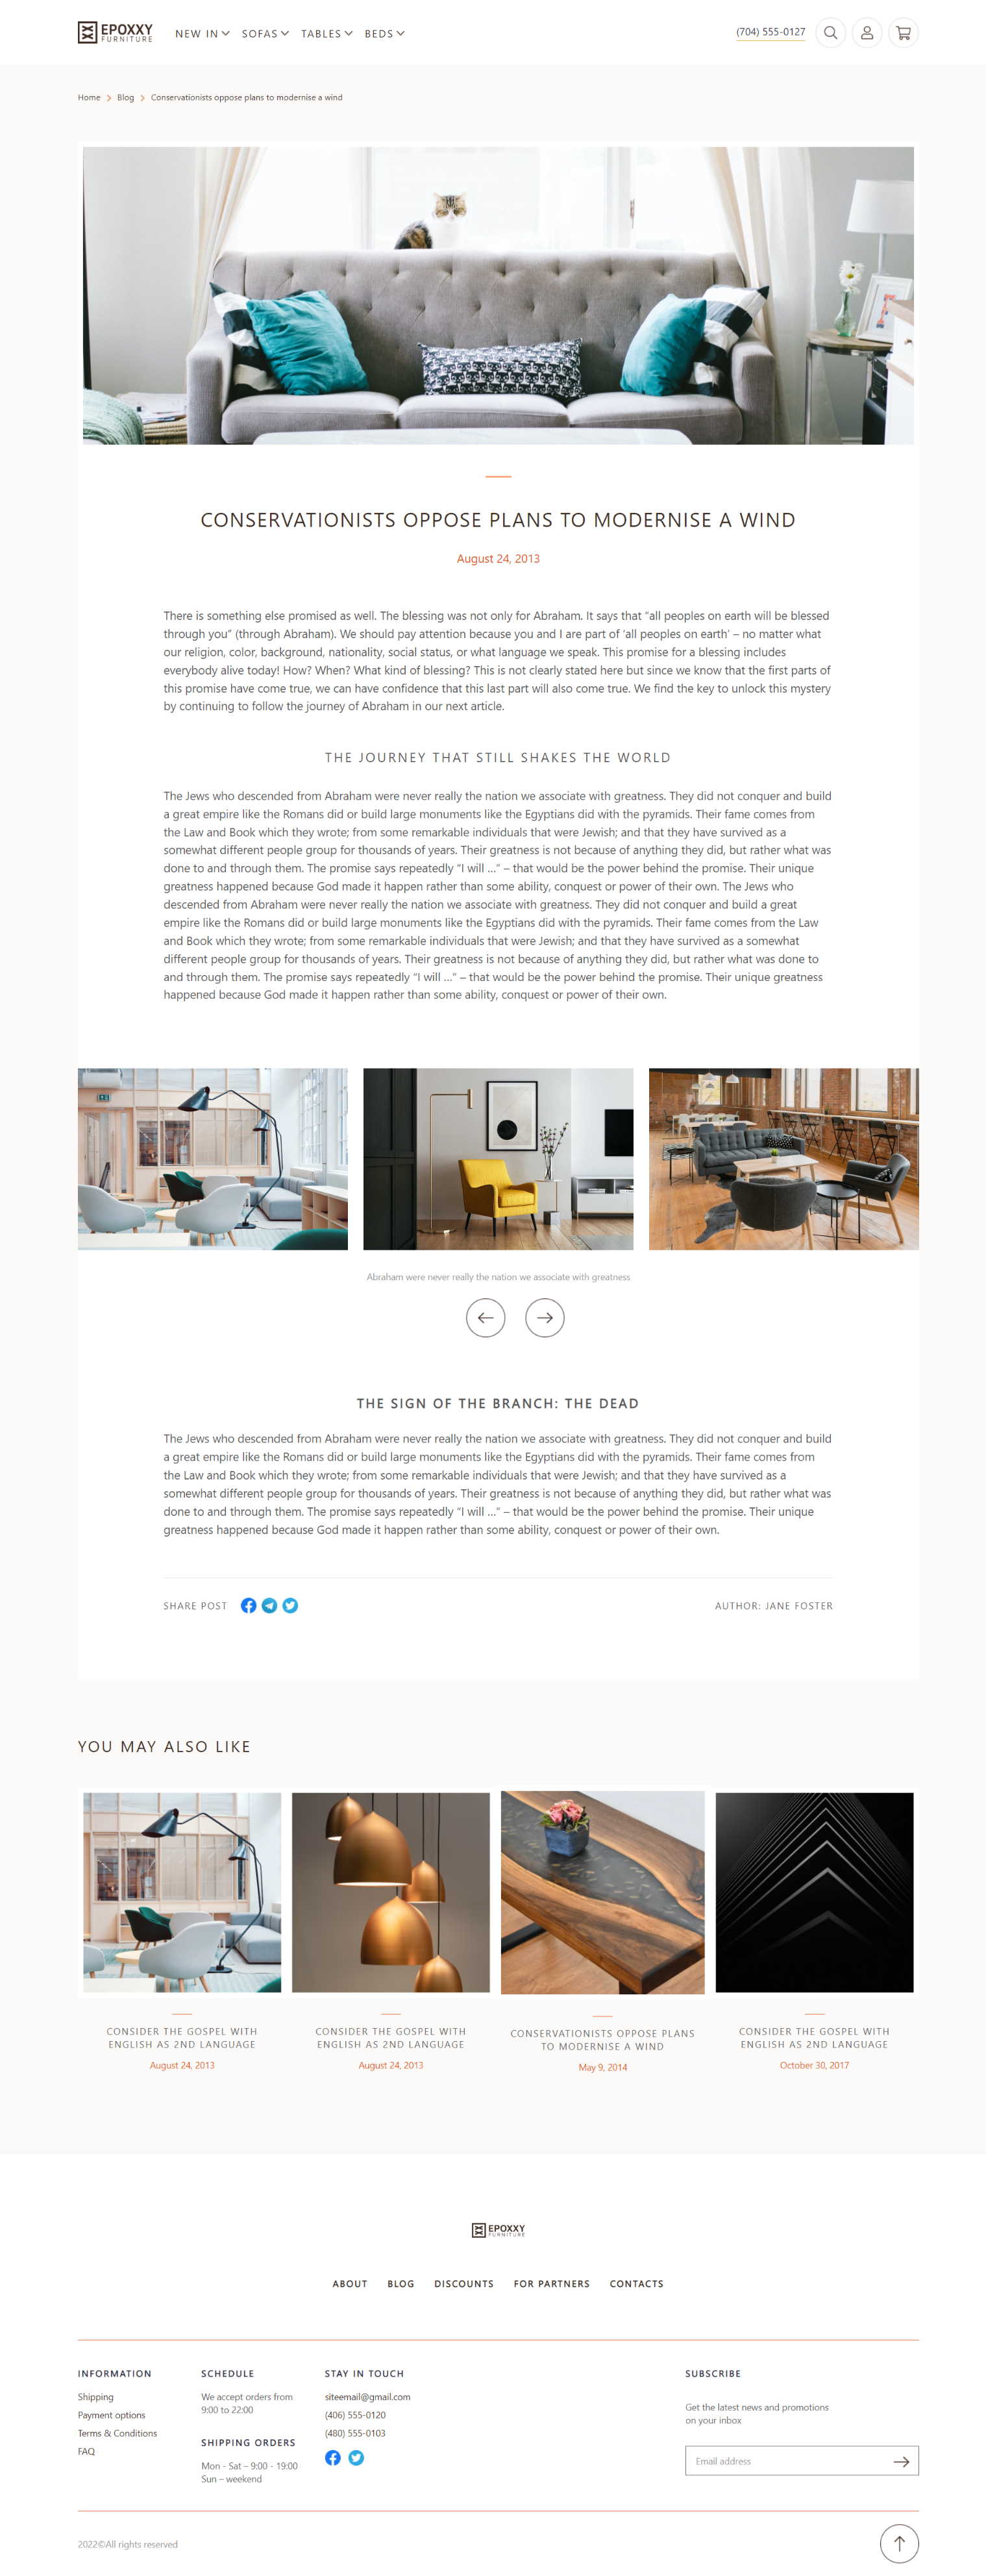 EPOXXY
FURNITURE
NEW IN
SOFAS
TABLES
BEDS
(704) 555-0127
Home
Blog
Conservationists oppose plans to modernise a wind
CONSERVATIONISTS OPPOSE PLANS TO MODERNISE A WIND
August 24, 2013
There is something else promised as well. The blessing was not only for Abraham. It says that “all peoples on earth will be blessed
through you” (through Abraham). We should pay attention because you and I are part of ‘all peoples on earth’ – no matter what
our religion, color, background, nationality, social status, or what language we speak. This promise for a blessing includes
everybody alive today! How? When? What kind of blessing? This is not clearly stated here but since we know that the first parts of
this promise have come true, we can have confidence that this last part will also come true. We find the key to unlock this mystery
by continuing to follow the journey of Abraham in our next article.
THE JOURNEY THAT STILL SHAKES THE WORLD
The Jews who descended from Abraham were never really the nation we associate with greatness. They did not conquer and build
a great empire like the Romans did or build large monuments like the Egyptians did with the pyramids. Their fame comes from
the Law and Book which they wrote; from some remarkable individuals that were Jewish; and that they have survived as a
somewhat different people group for thousands of years. Their greatness is not because of anything they did, but rather what was
done to and through them. The promise says repeatedly “I will …” – that would be the power behind the promise. Their unique
greatness happened because God made it happen rather than some ability, conquest or power of their own. The Jews who
descended from Abraham were never really the nation we associate with greatness. They did not conquer and build a great
empire like the Romans did or build large monuments like the Egyptians did with the pyramids. Their fame comes from the Law
and Book which they wrote; from some remarkable individuals that were Jewish; and that they have survived as a somewhat
different people group for thousands of years. Their greatness is not because of anything they did, but rather what was done to
and through them. The promise says repeatedly “I will …” – that would be the power behind the promise. Their unique greatness
happened because God made it happen rather than some ability, conquest or power of their own.
Abraham were never really the nation we associate with greatness
THE SIGN OF THE BRANCH: THE DEAD
The Jews who descended from Abraham were never really the nation we associate with greatness. They did not conquer and build
a great empire like the Romans did or build large monuments like the Egyptians did with the pyramids. Their fame comes from
the Law and Book which they wrote; from some remarkable individuals that were Jewish; and that they have survived as a
somewhat different people group for thousands of years. Their greatness is not because of anything they did, but rather what was
done to and through them. The promise says repeatedly “I will …” – that would be the power behind the promise. Their unique
greatness happened because God made it happen rather than some ability, conquest or power of their own.
SHARE POST
AUTHOR: JANE FOSTER
YOU MAY ALSO LIKE
CONSIDER THE GOSPEL WITH
ENGLISH AS 2ND LANGUAGE
August 24, 2013
CONSIDER THE GOSPEL WITH
ENGLISH AS 2ND LANGUAGE
August 24, 2013
CONSERVATIONISTS OPPOSE PLANS
TO MODERNISE A WIND
May 9, 2014
CONSIDER THE GOSPEL WITH
ENGLISH AS 2ND LANGUAGE
October 30, 2017
EPOXXY
FURNITURE
ABOUT
BLOG
DISCOUNTS
FOR PARTNERS
CONTACTS
INFORMATION
Shipping
Payment options
Terms & Conditions
FAQ
SCHEDULE
We accept orders from
9:00 to 22:00
SHIPPING ORDERS
Mon - Sat – 9:00 - 19:00
Sun – weekend
STAY IN TOUCH
siteemail@gmail.com
(406) 555-0120
(480) 555-0103
SUBSCRIBE
Get the latest news and promotions
on your inbox
Email address
2022©All rights reserved